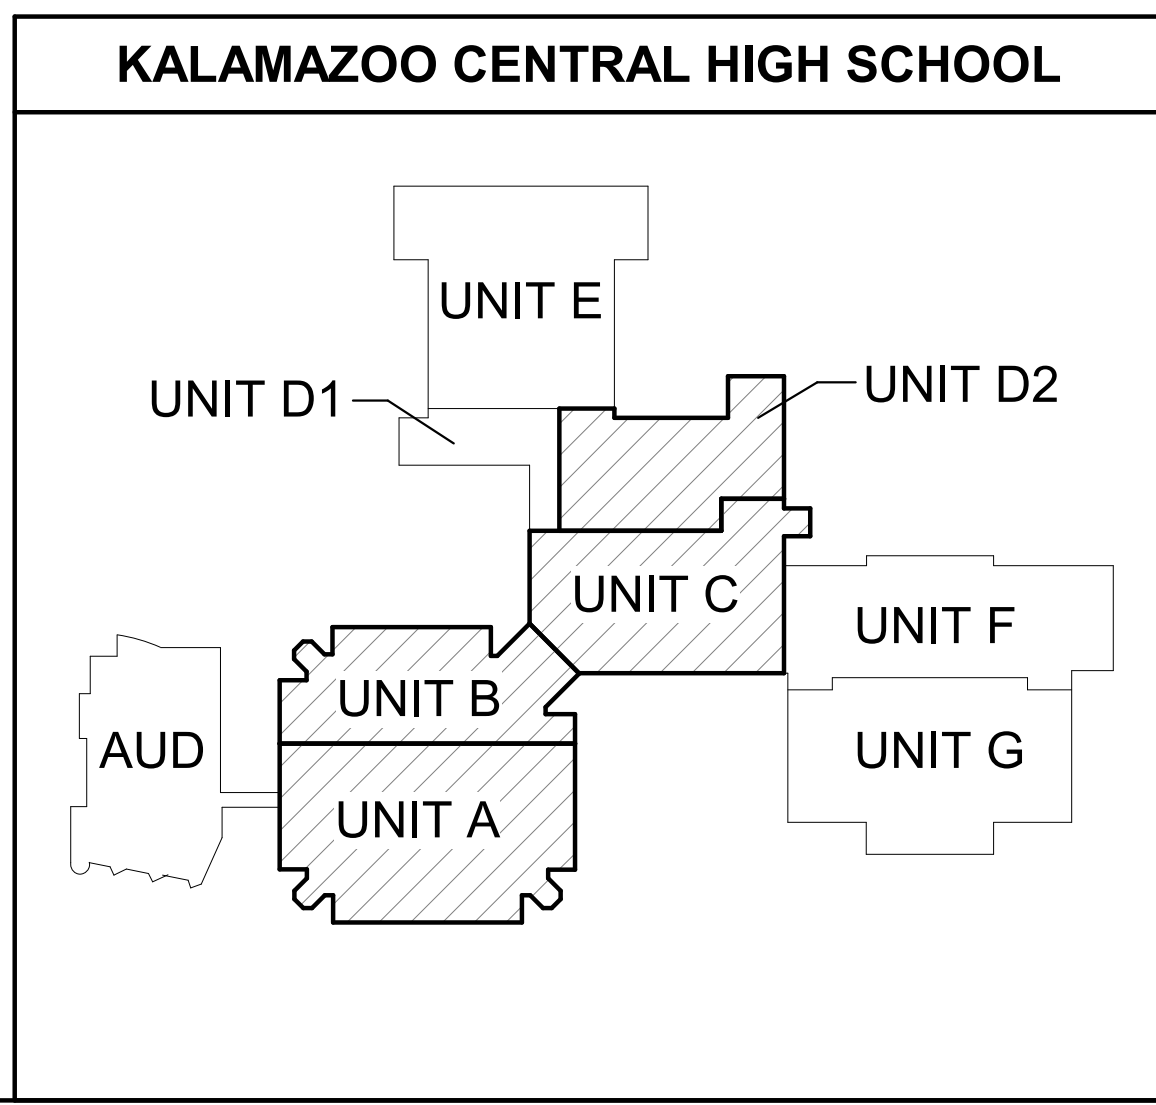 KALAMAZOO CENTRAL HIGH SCHOOL
UNIT E
UNIT D1
UNIT D2
UNIT C
UNIT F
UNIT B
AUD
UNIT G
UNIT A